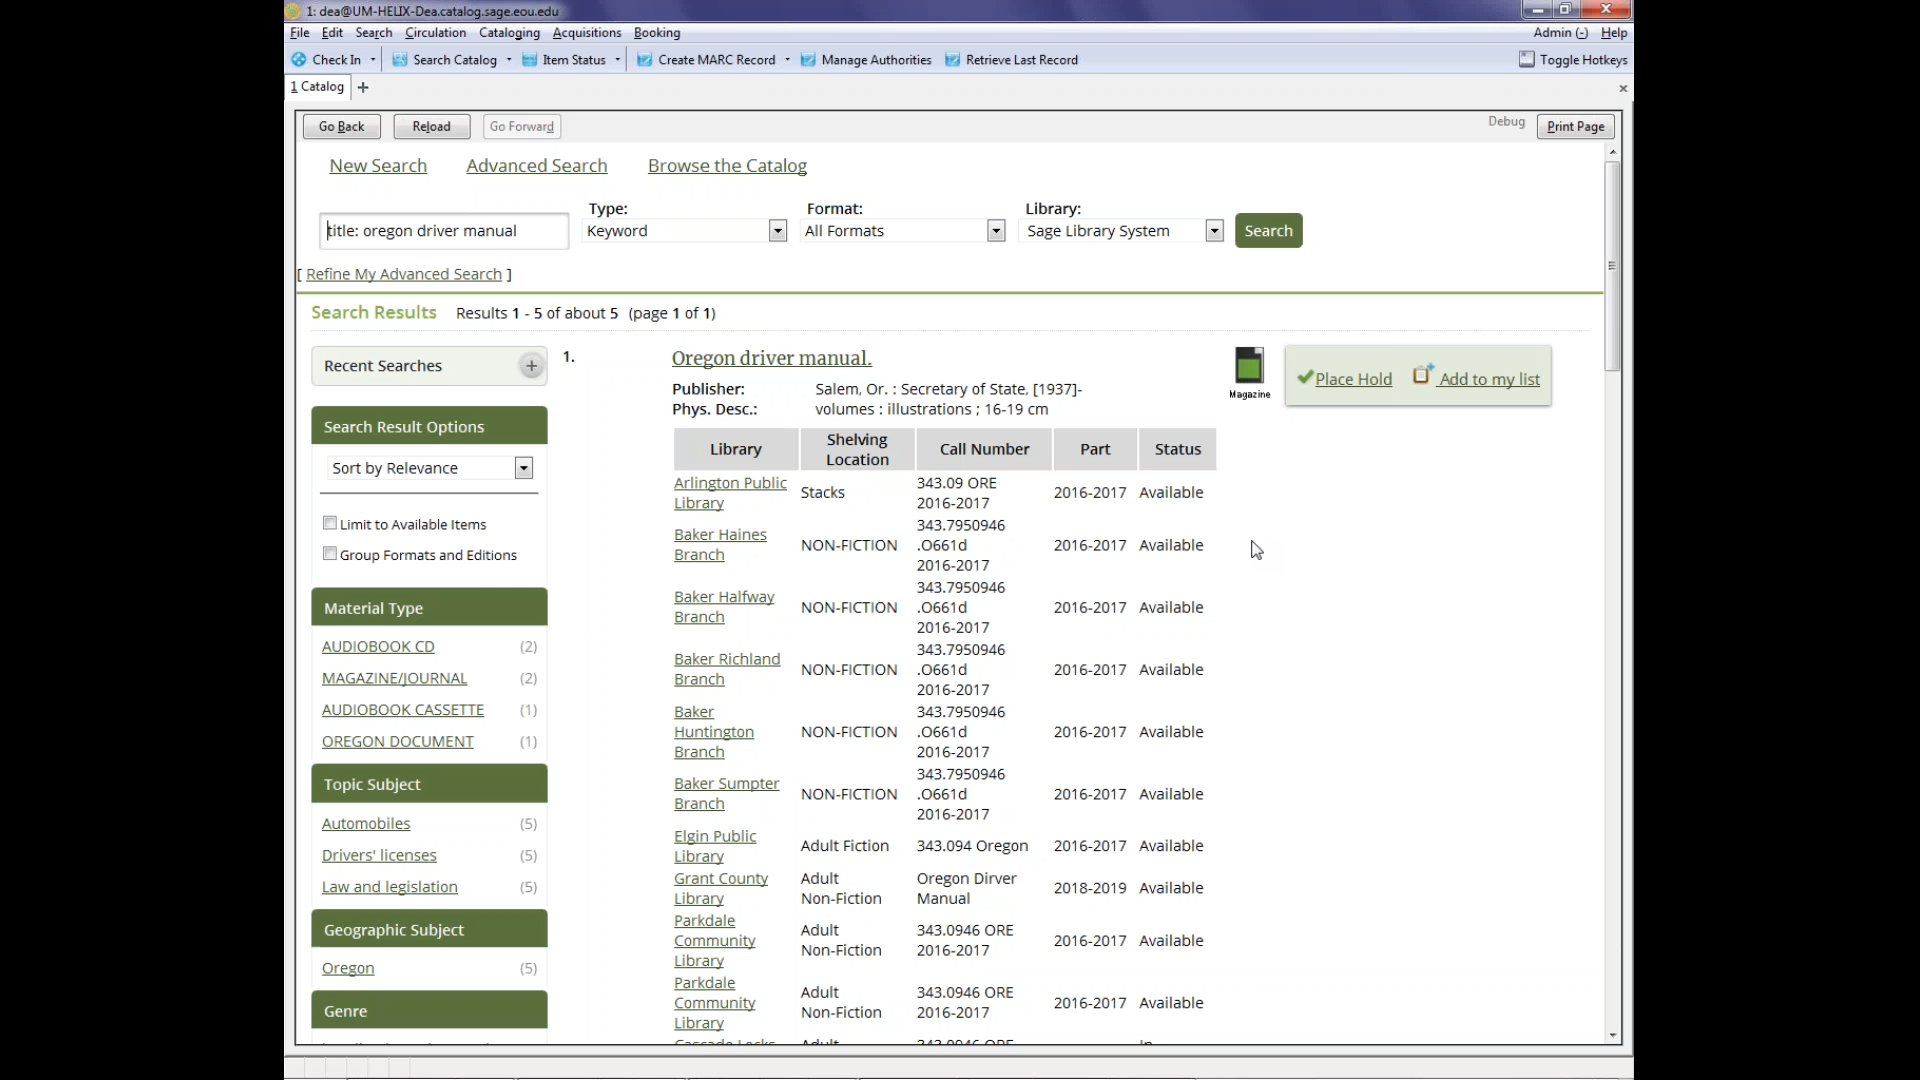 1: dea@UM-HELIX-Dea.catalog.sage.eou.edu
File Edit Search Circulation Cataloging Acquisitions Booking Admin (-) Help
Check In Search Catalog Item Status Create MARC Record Manage Authorities Retrieve Last Record Toggle Hotkeys
1 Catalog
Go Back Reload Go Forward Debug Print Page
New Search Advanced Search Browse the Catalog
Type: Format: Library:
title: oregon driver manual Keyword All Formats Sage Library System Search
[ Refine My Advanced Search ]
Search Results Results 1 - 5 of about 5 (page 1 of 1)
Recent Searches
Search Result Options
Sort by Relevance
Limit to Available Items
Group Formats and Editions
Material Type
AUDIOBOOK CD (2)
MAGAZINE/JOURNAL (2)
AUDIOBOOK CASSETTE (1)
OREGON DOCUMENT (1)
Topic Subject
Automobiles (5)
Drivers' licenses (5)
Law and legislation (5)
Geographic Subject
Oregon (5)
Genre
1. Oregon driver manual.
Publisher: Salem, Or. : Secretary of State, [1937]-
Phys. Desc.: volumes : illustrations ; 16-19 cm
Magazine
Place Hold Add to my list
Library Shelving Location Call Number Part Status
Arlington Public Stacks 343.09 ORE 2016-2017 Available
Library 2016-2017
Baker Haines NON-FICTION 343.7950946 2016-2017 Available
Branch .O661d
2016-2017
Baker Halfway NON-FICTION 343.7950946 2016-2017 Available
Branch .O661d
2016-2017
Baker Richland NON-FICTION 343.7950946 2016-2017 Available
Branch .O661d
2016-2017
Baker NON-FICTION 343.7950946 2016-2017 Available
Huntington .O661d
Branch 2016-2017
Baker Sumpter NON-FICTION 343.7950946 2016-2017 Available
Branch .O661d
2016-2017
Elgin Public Adult Fiction 343.094 Oregon 2016-2017 Available
Library
Grant County Adult Oregon Dirver 2018-2019 Available
Library Non-Fiction Manual
Parkdale Adult 343.0946 ORE 2016-2017 Available
Community Non-Fiction 2016-2017
Library
Parkdale Adult 343.0946 ORE 2016-2017 Available
Community Non-Fiction 2016-2017
Library
Cascade Locks Adult 343.0946 ORE In